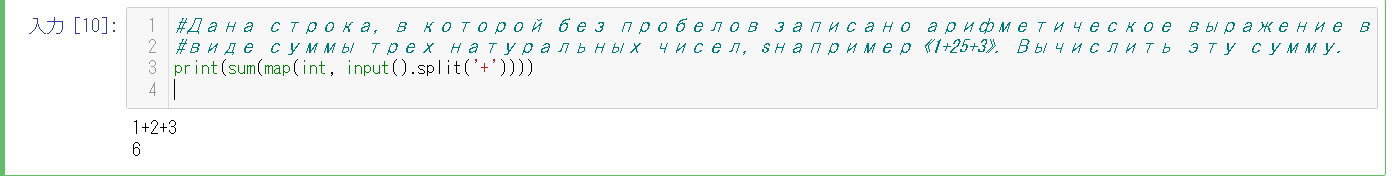 入力 [10]:
1 #Дана строка, в которой без пробелов записано арифметическое выражение в
2 #виде суммы трех натуральных чисел, sнапример《1+25+3》. Вычислить эту сумму.
3 print(sum(map(int, input().split('+'))))
4
1+2+3
6